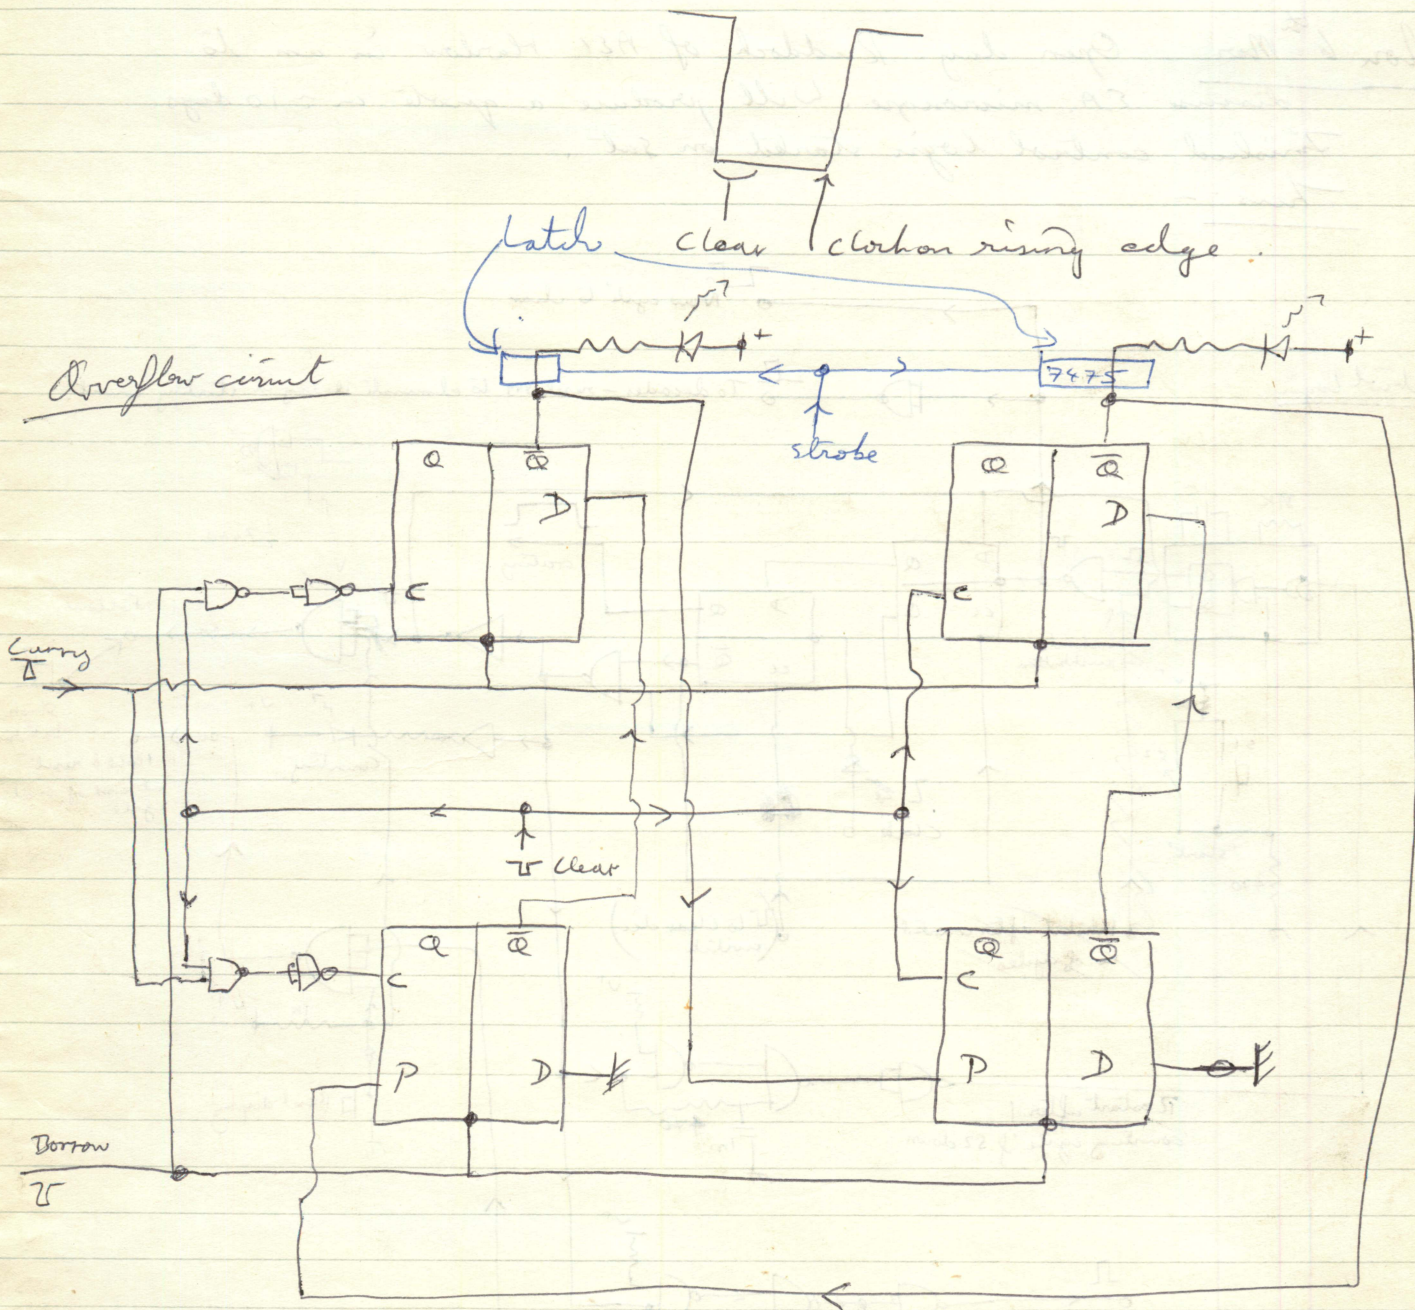 Latch clear clock on rising edge .
+ +
Overflow circuit
7475
strobe
Q Q̅ Q Q̅
D D
C C
Carry
clear
Q Q̅ Q Q̅
C C
P D P D
Borrow